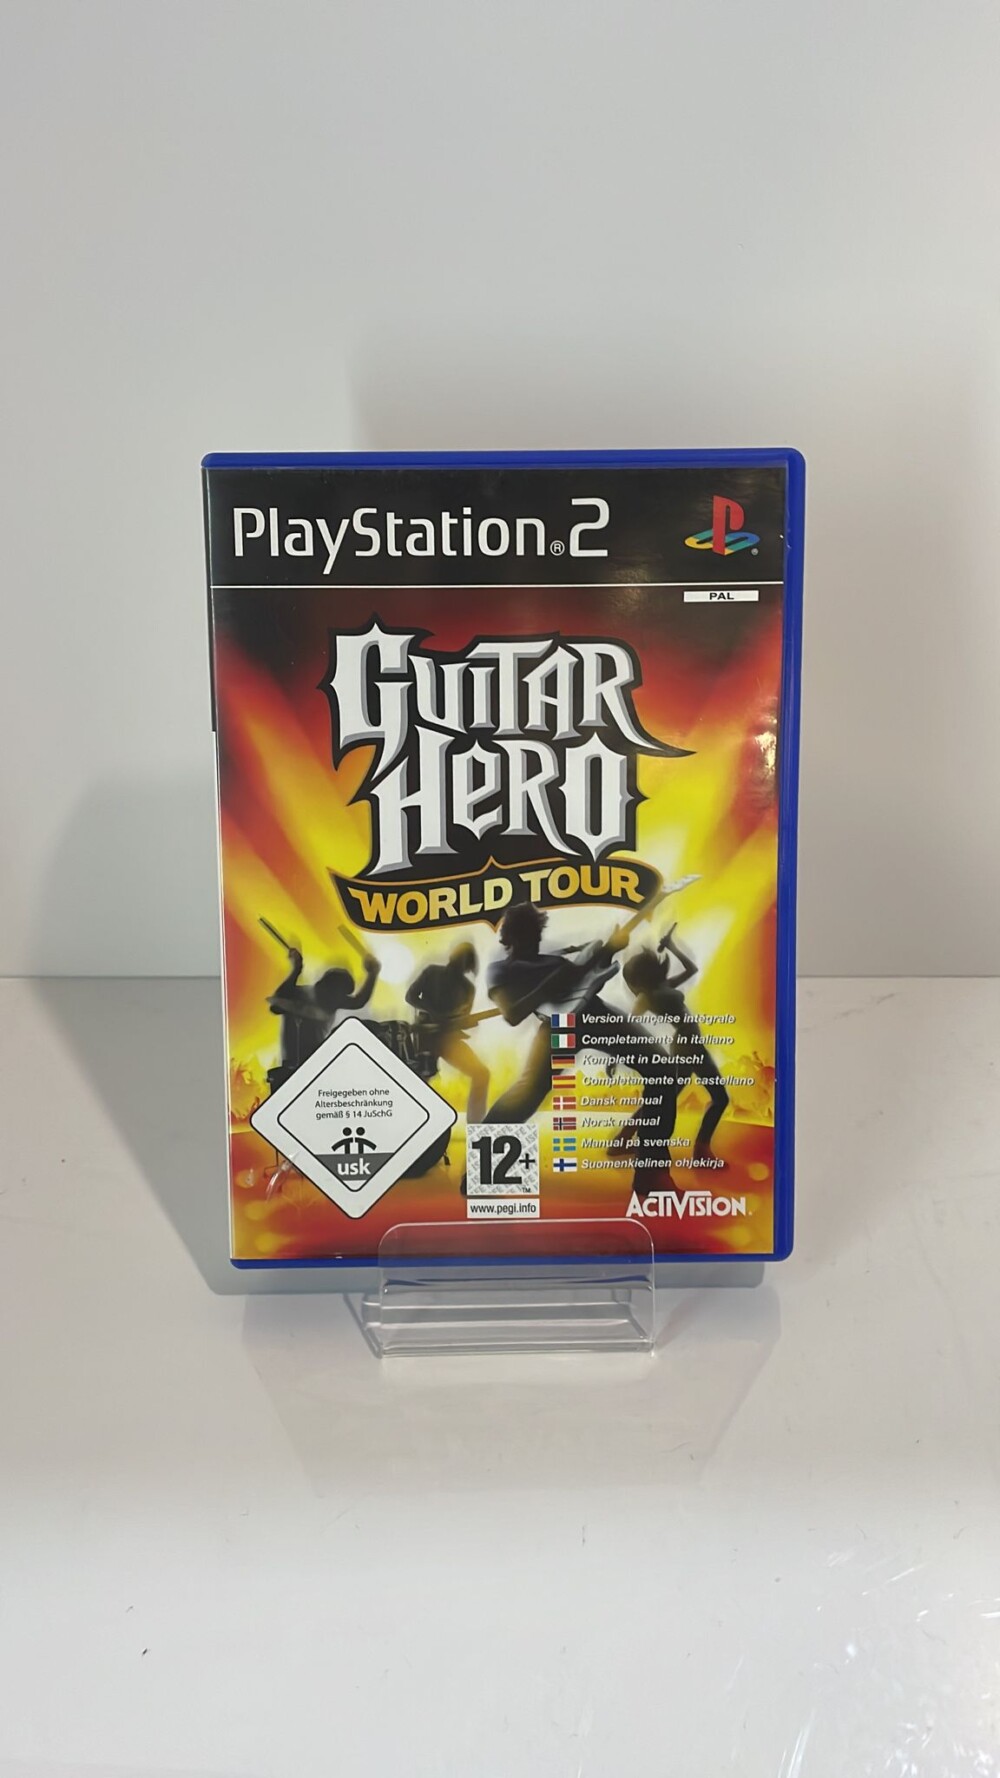 PlayStation®2
PAL
GUITAR
HERO
WORLD TOUR
Version française intégrale
Completamente in italiano
Komplett in Deutsch!
Completamente en castellano
Dansk manual
Norsk manual
Manual på svenska
Suomenkielinen ohjekirja
Freigegeben ohne
Altersbeschränkung
gemäß § 14 JuSchG
usk
12+
www.pegi.info
ACTIVISION